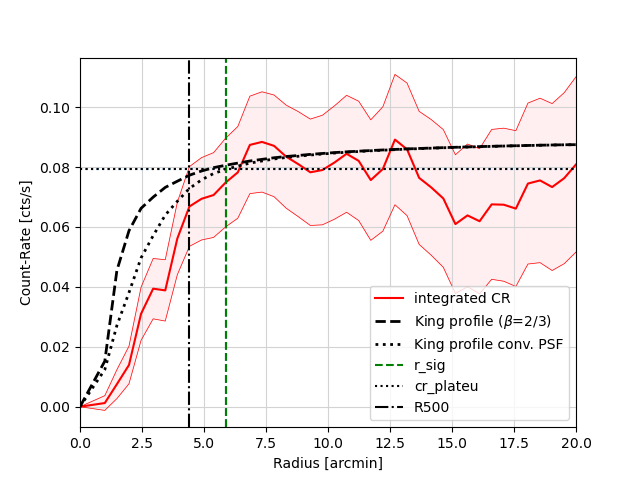 0.10
0.08
0.06
0.04
0.02
0.00
Count-Rate [cts/s]
integrated CR
King profile (β=2/3)
King profile conv. PSF
r_sig
cr_plateu
R500
0.0 2.5 5.0 7.5 10.0 12.5 15.0 17.5 20.0
Radius [arcmin]